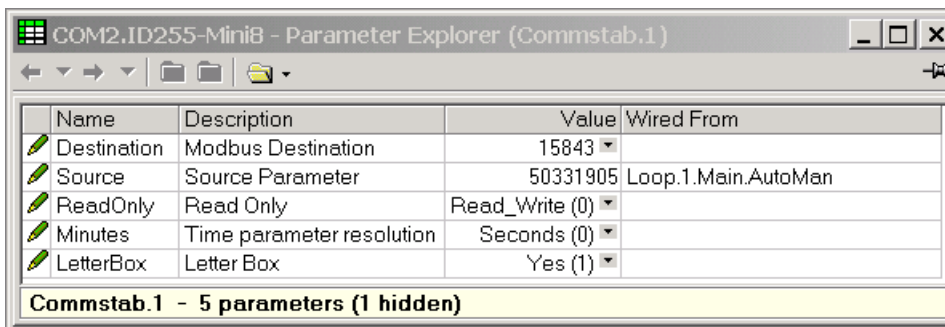 COM2.ID255-Mini8 - Parameter Explorer (Commstab.1)
Name Description Value Wired From
Destination Modbus Destination 15843
Source Source Parameter 50331905 Loop.1.Main.AutoMan
ReadOnly Read Only Read_Write (0)
Minutes Time parameter resolution Seconds (0)
LetterBox Letter Box Yes (1)
Commstab.1 - 5 parameters (1 hidden)